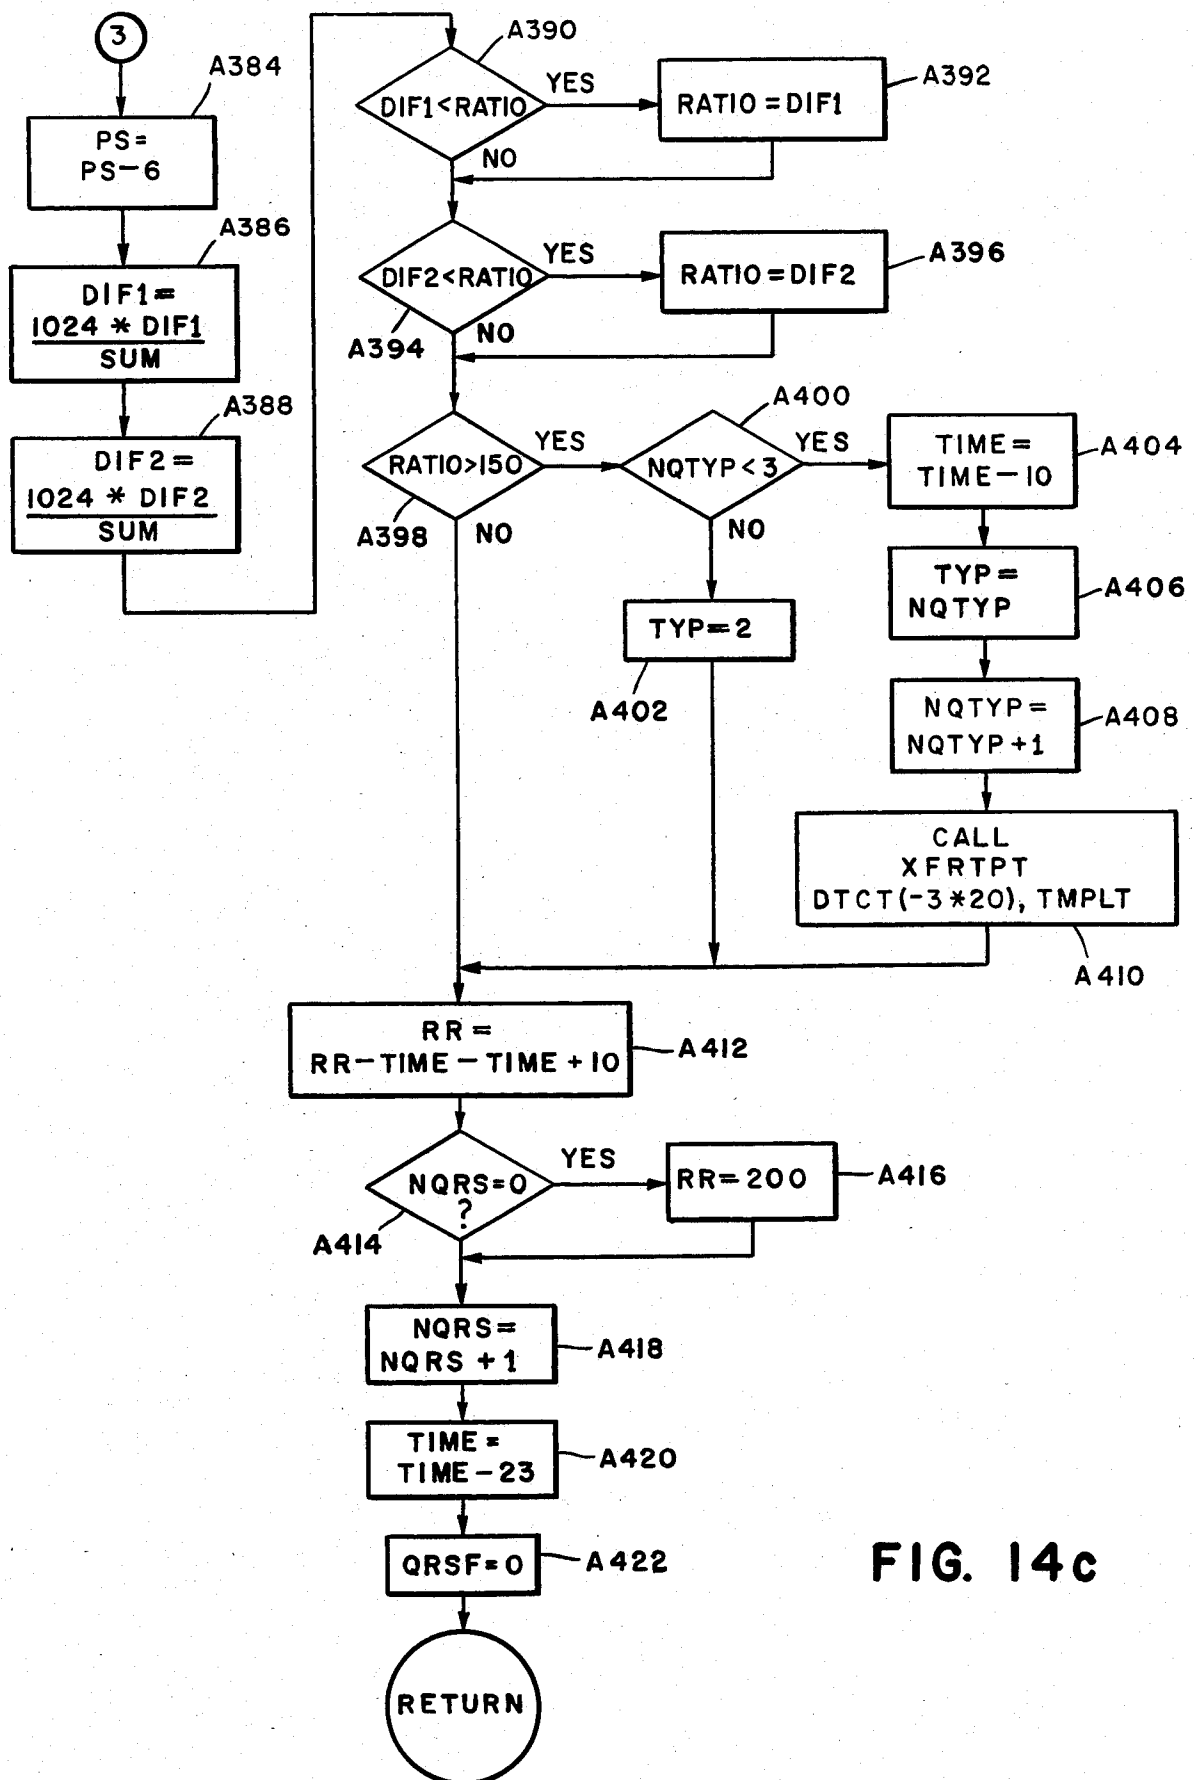 3
A384
PS=
PS-6
A386
DIF1=
1024 * DIF1
SUM
A388
DIF2=
1024 * DIF2
SUM
A390
DIF1<RATIO
YES
NO
RATIO=DIF1
A392
DIF2<RATIO
YES
NO
A394
RATIO=DIF2
A396
RATIO>150
YES
NO
A398
A400
NQTYP<3
YES
NO
TYP=2
A402
TIME=
TIME-10
A404
TYP=
NQTYP
A406
NQTYP=
NQTYP+1
A408
CALL
XFRTPT
DTCT(-3*20), TMPLT
A410
RR=
RR-TIME-TIME+10
A412
NQRS=0
?
YES
A414
RR=200
A416
NQRS=
NQRS +1
A418
TIME=
TIME-23
A420
QRSF=0
A422
RETURN
FIG. 14c